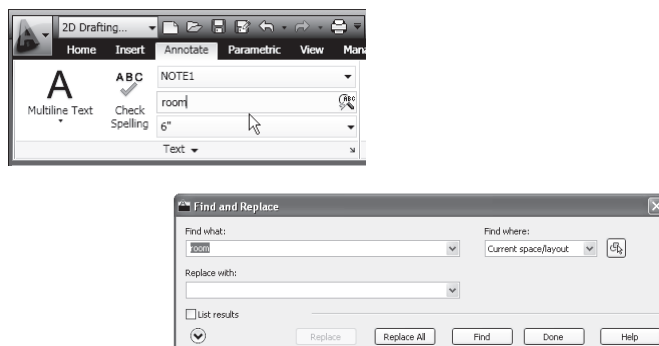 2D Drafting...
Home Insert Annotate Parametric View Mana
A ABC NOTE1
Multiline Text Check Spelling room ABC
6"
Text
Find and Replace
Find what: Find where:
room Current space/layout
Replace with:
List results
Replace Replace All Find Done Help